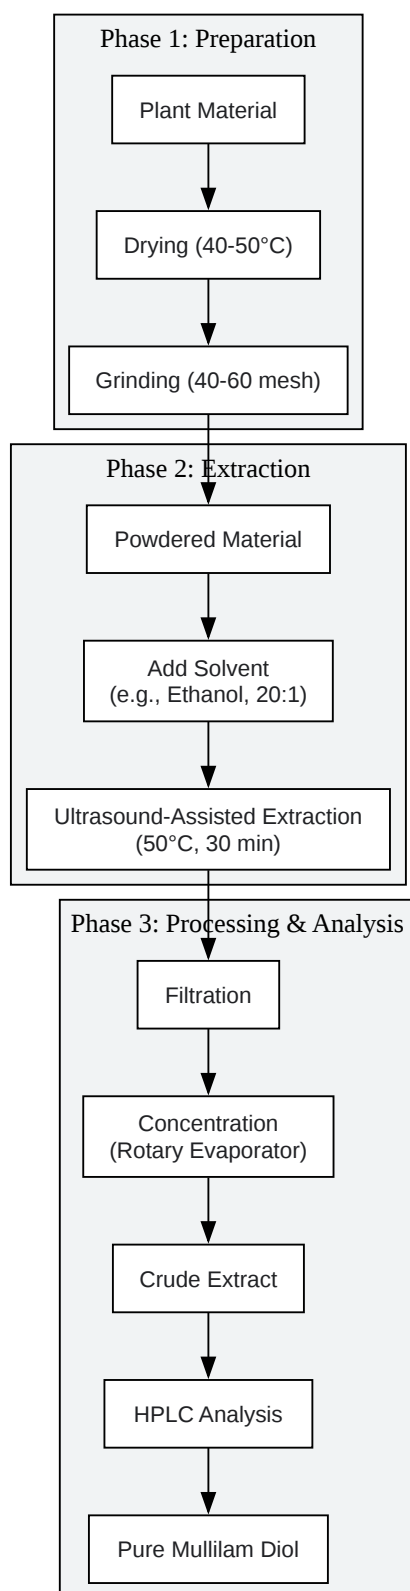 Phase 1: Preparation
Plant Material
Drying (40-50°C)
Grinding (40-60 mesh)
Phase 2: Extraction
Powdered Material
Add Solvent
(e.g., Ethanol, 20:1)
Ultrasound-Assisted Extraction
(50°C, 30 min)
Phase 3: Processing & Analysis
Filtration
Concentration
(Rotary Evaporator)
Crude Extract
HPLC Analysis
Pure Mullilam Diol